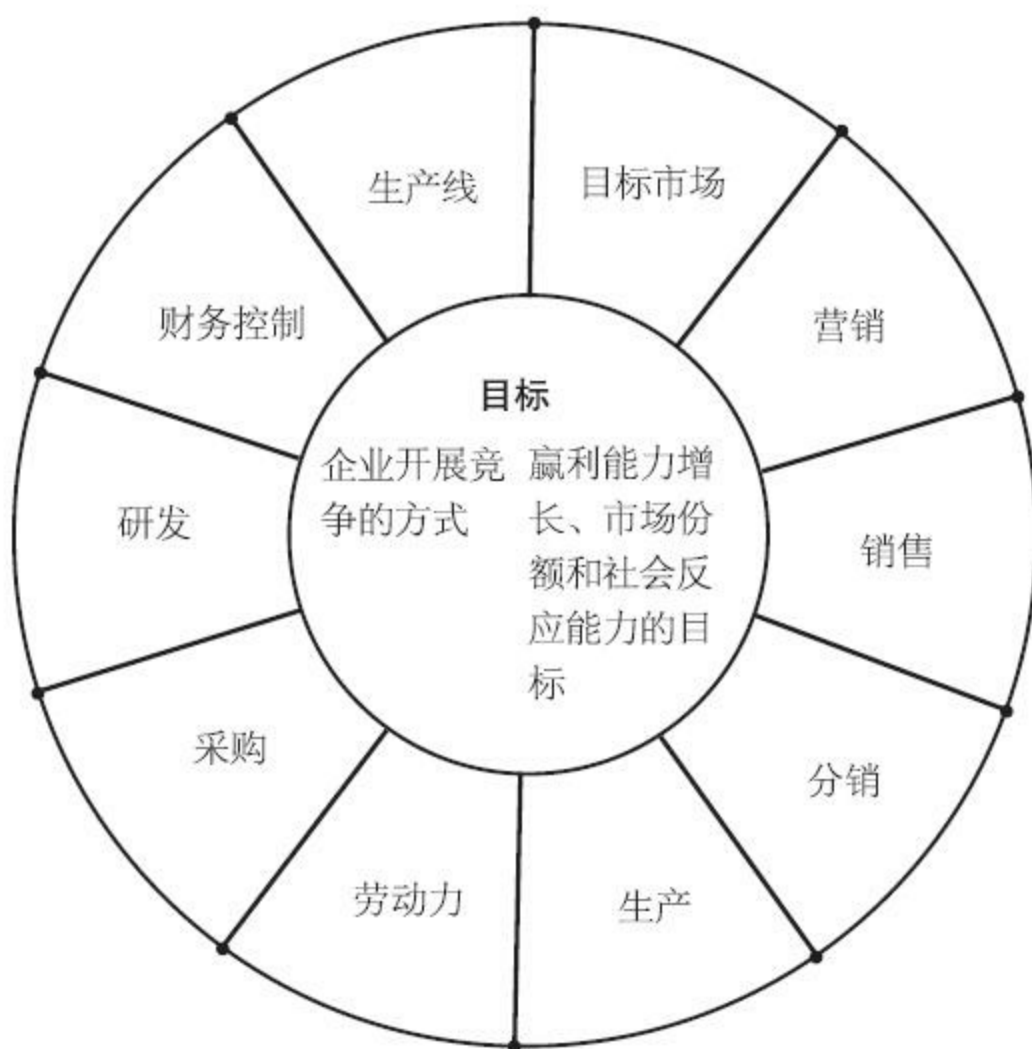 生产线
目标市场
营销
销售
分销
生产
劳动力
采购
研发
财务控制
目标
企业开展竞
争的方式
赢利能力增
长、市场份
额和社会反
应能力的目
标